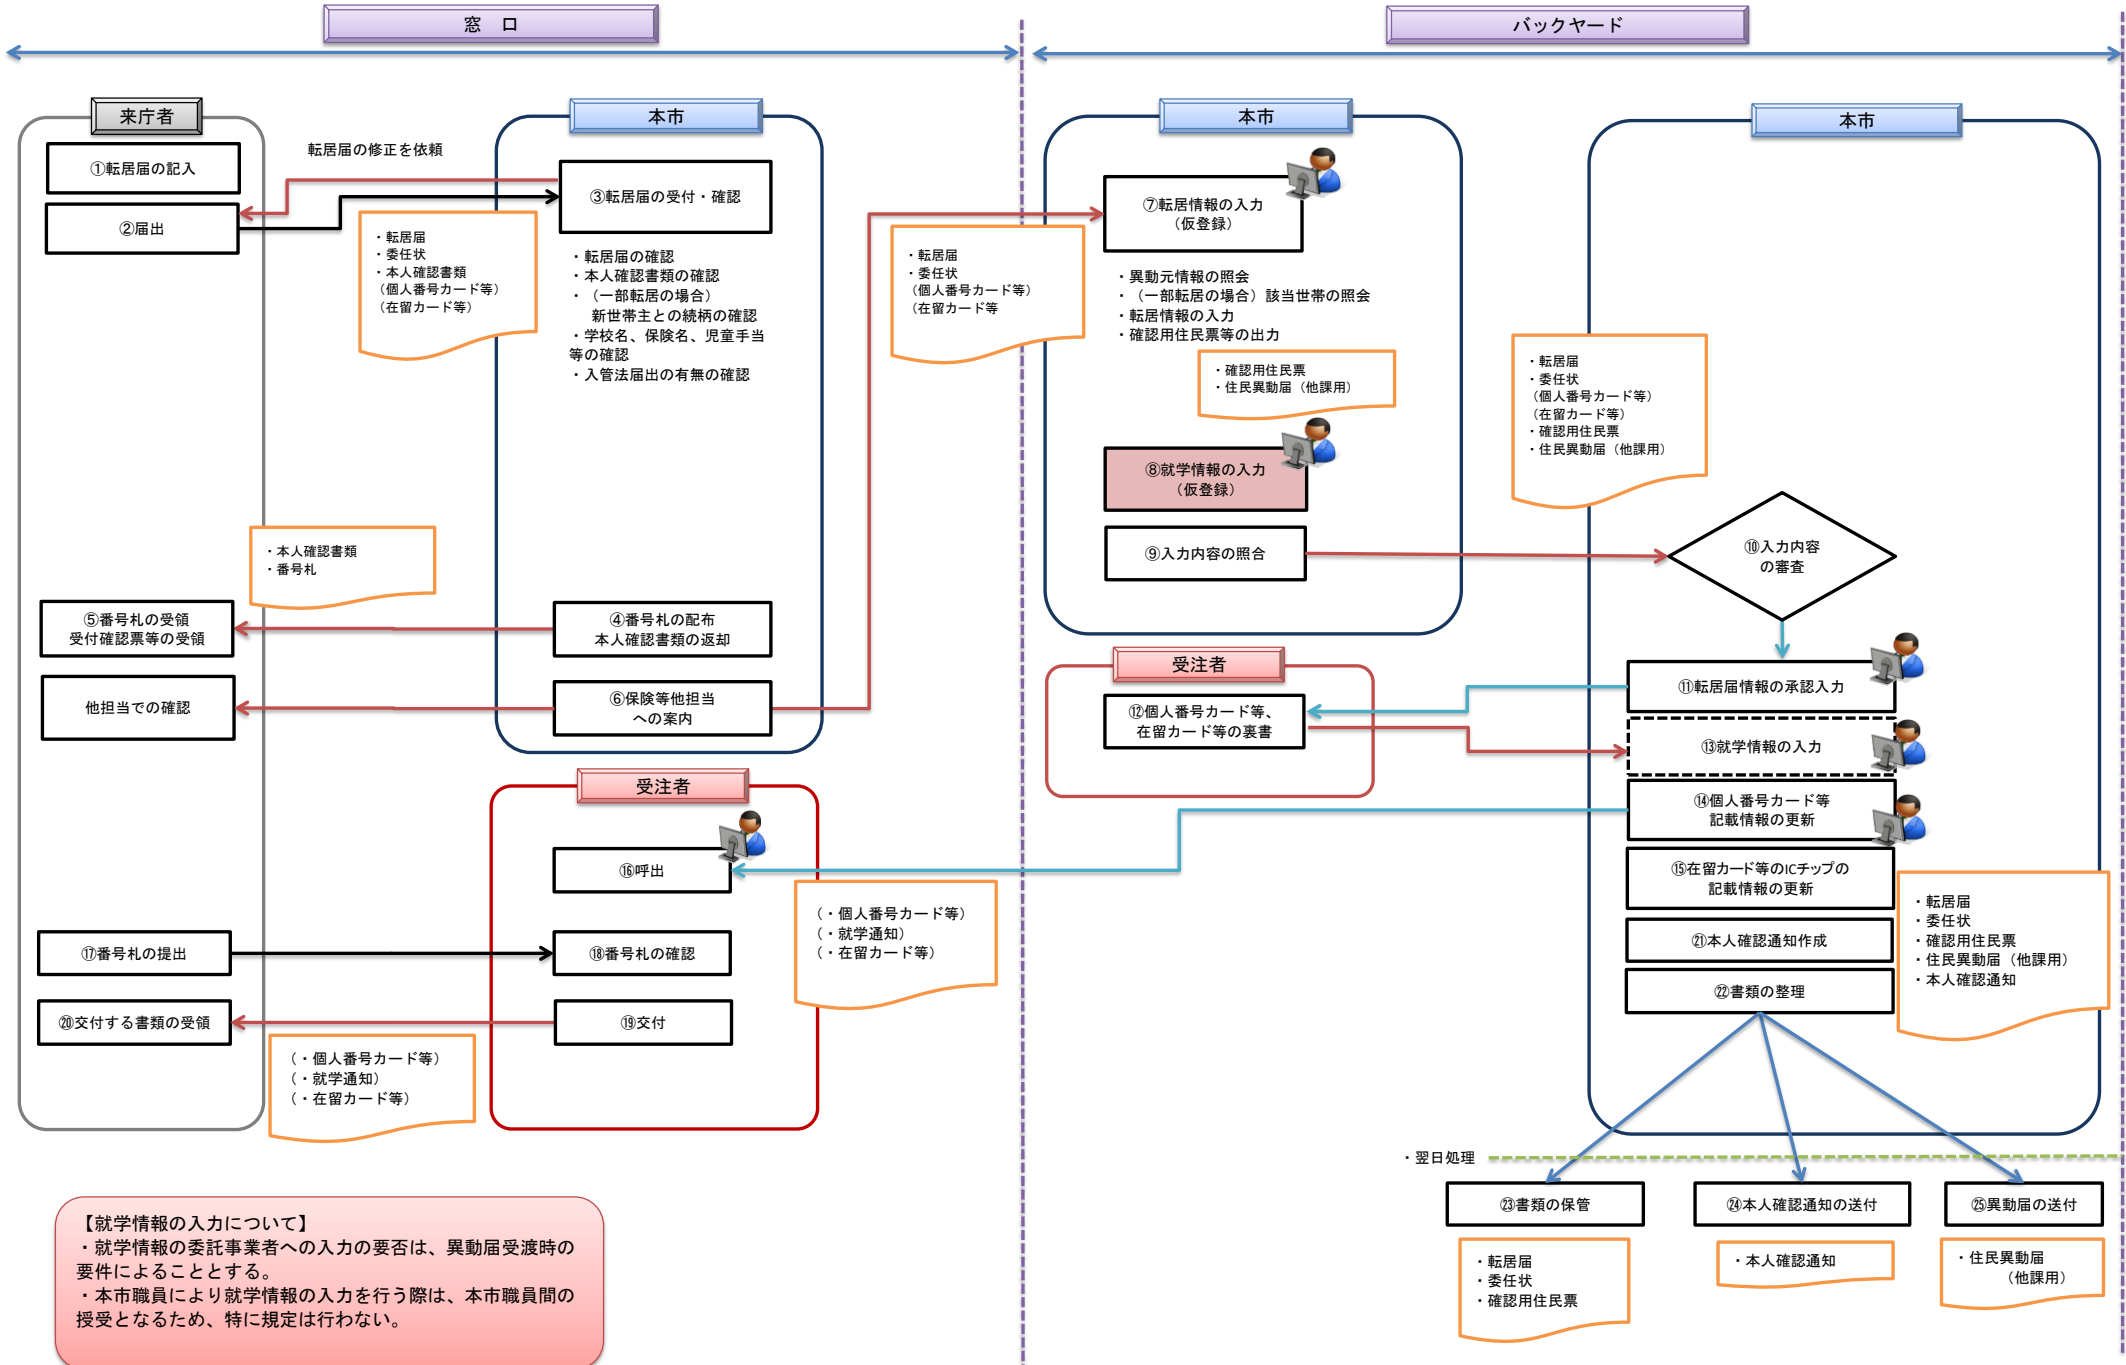 窓　口
バックヤード
来庁者
①転居届の記入
②届出
転居届の修正を依頼
・転居届
・委任状
・本人確認書類
（個人番号カード等）
（在留カード等）
本市
③転居届の受付・確認
・転居届の確認
・本人確認書類の確認
・（一部転居の場合）
新世帯主との続柄の確認
・学校名、保険名、児童手当
等の確認
・入管法届出の有無の確認
・本人確認書類
・番号札
⑤番号札の受領
受付確認票等の受領
④番号札の配布
本人確認書類の返却
他担当での確認
⑥保険等他担当
への案内
・転居届
・委任状
（個人番号カード等）
（在留カード等
本市
⑦転居情報の入力
（仮登録）
・異動元情報の照会
・（一部転居の場合）該当世帯の照会
・転居情報の入力
・確認用住民票等の出力
・確認用住民票
・住民異動届（他課用）
⑧就学情報の入力
（仮登録）
⑨入力内容の照合
本市
・転居届
・委任状
（個人番号カード等）
（在留カード等）
・確認用住民票
・住民異動届（他課用）
⑩入力内容
の審査
⑪転居届情報の承認入力
受注者
⑫個人番号カード等、
在留カード等の裏書
⑬就学情報の入力
⑭個人番号カード等
記載情報の更新
⑮在留カード等のICチップの
記載情報の更新
受注者
⑯呼出
（・個人番号カード等）
（・就学通知）
（・在留カード等）
⑰番号札の提出
⑱番号札の確認
⑲交付
⑳交付する書類の受領
（・個人番号カード等）
（・就学通知）
（・在留カード等）
㉑本人確認通知作成
㉒書類の整理
・転居届
・委任状
・確認用住民票
・住民異動届（他課用）
・本人確認通知
・翌日処理
㉓書類の保管
・転居届
・委任状
・確認用住民票
㉔本人確認通知の送付
・本人確認通知
㉕異動届の送付
・住民異動届
（他課用）
【就学情報の入力について】
・就学情報の委託事業者への入力の要否は、異動届受渡時の
要件によることとする。
・本市職員により就学情報の入力を行う際は、本市職員間の
授受となるため、特に規定は行わない。